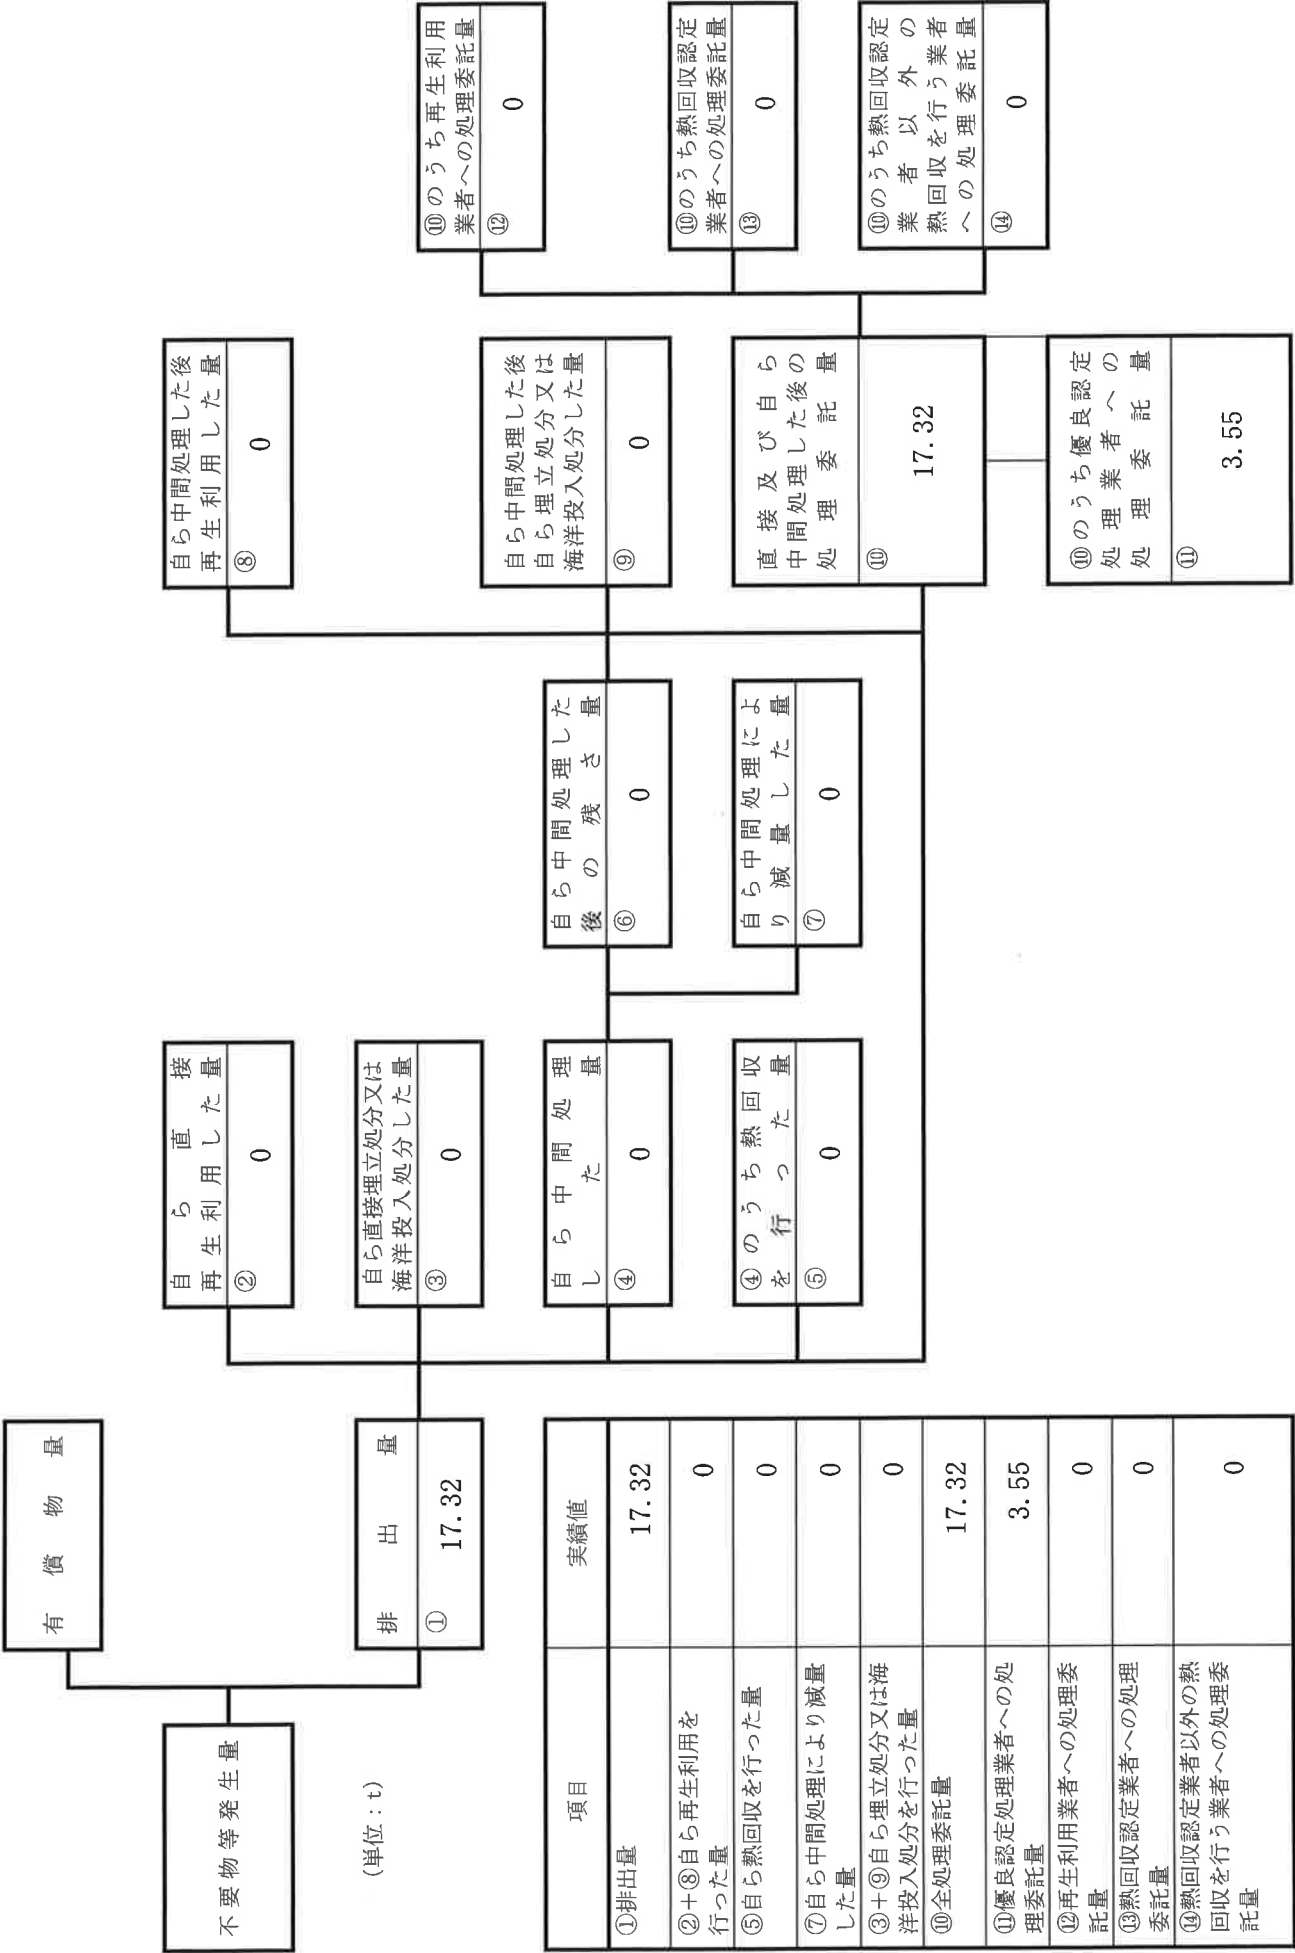 有償物量
不要物等発生量
(単位：t)
排出量
①
17.32
自ら直接
再生利用した量
②
0
自ら直接埋立処分又は
海洋投入処分した量
③
0
自ら中間処理
した量
④
0
④のうち熱回収
を行った量
⑤
0
自ら中間処理した
後の残さ量
⑥
0
自ら中間処理によ
り減量した量
⑦
0
自ら中間処理した後
再生利用した量
⑧
0
自ら中間処理した後
自ら埋立処分又は
海洋投入処分した量
⑨
0
直接及び自ら
中間処理した後の
処理委託量
⑩
17.32
⑩のうち優良認定
処理業者への
処理委託量
⑪
3.55
⑩のうち再生利用
業者への処理委託量
⑫
0
⑩のうち熱回収認定
業者への処理委託量
⑬
0
⑩のうち熱回収認定
業者以外の
熱回収を行う業者
への処理委託量
⑭
0
項目
実績値
①排出量
17.32
②＋⑧自ら再生利用を
行った量
0
⑤自ら熱回収を行った量
0
⑦自ら中間処理により減量
した量
0
③＋⑨自ら埋立処分又は海
洋投入処分を行った量
0
⑩全処理委託量
17.32
⑪優良認定処理業者への処
理委託量
3.55
⑫再生利用業者への処理委
託量
0
⑬熱回収認定業者への処理
委託量
0
⑭熱回収認定業者以外の熱
回収を行う業者への処理委
託量
0